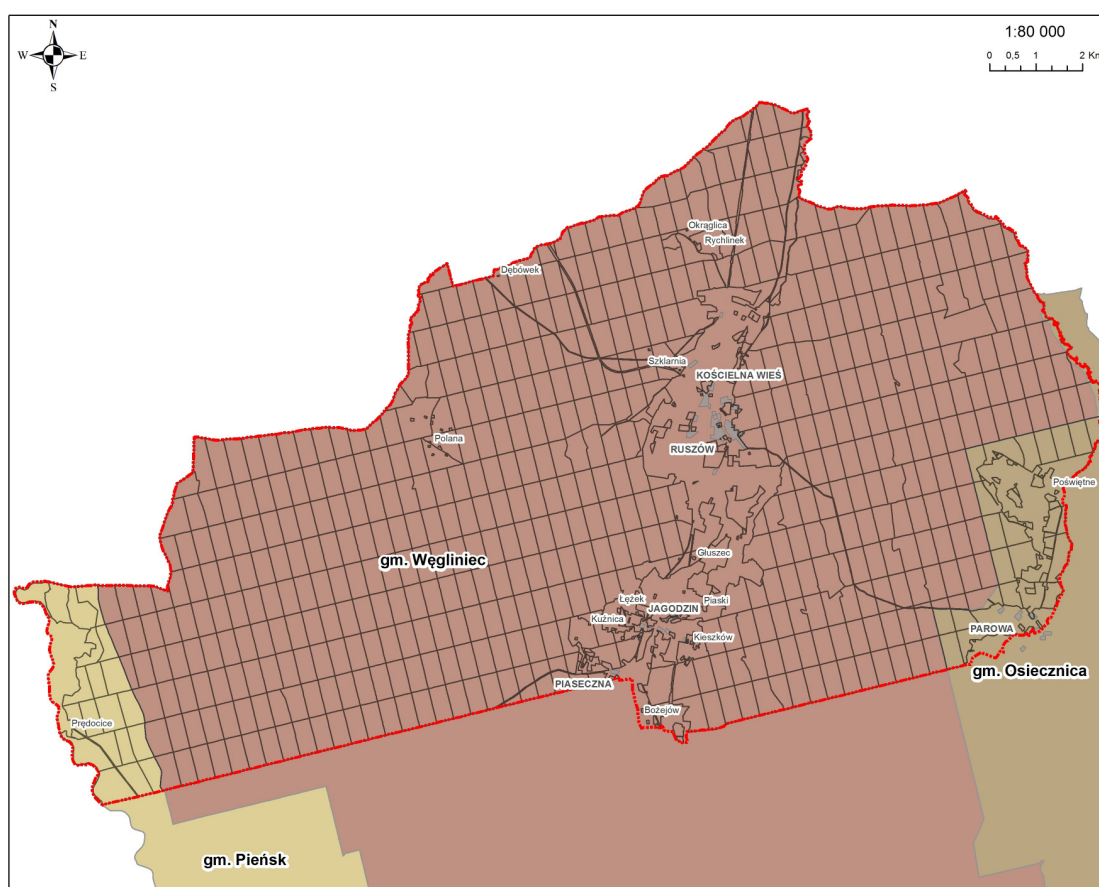 N
1:80 000
W
E
0 0,5 1 2 Km
S
Okrąglica
Rychlinek
Dębówek
Szklarnia
KOŚCIELNA WIEŚ
Polana
RUSZÓW
Poświętne
Głuszec
gm. Węgliniec
Łężek
Piaski
JAGODZIN
Kuźnica
PAROWA
Kieszków
gm. Osiecznica
PIASECZNA
Bożejów
Prędocice
gm. Pieńsk